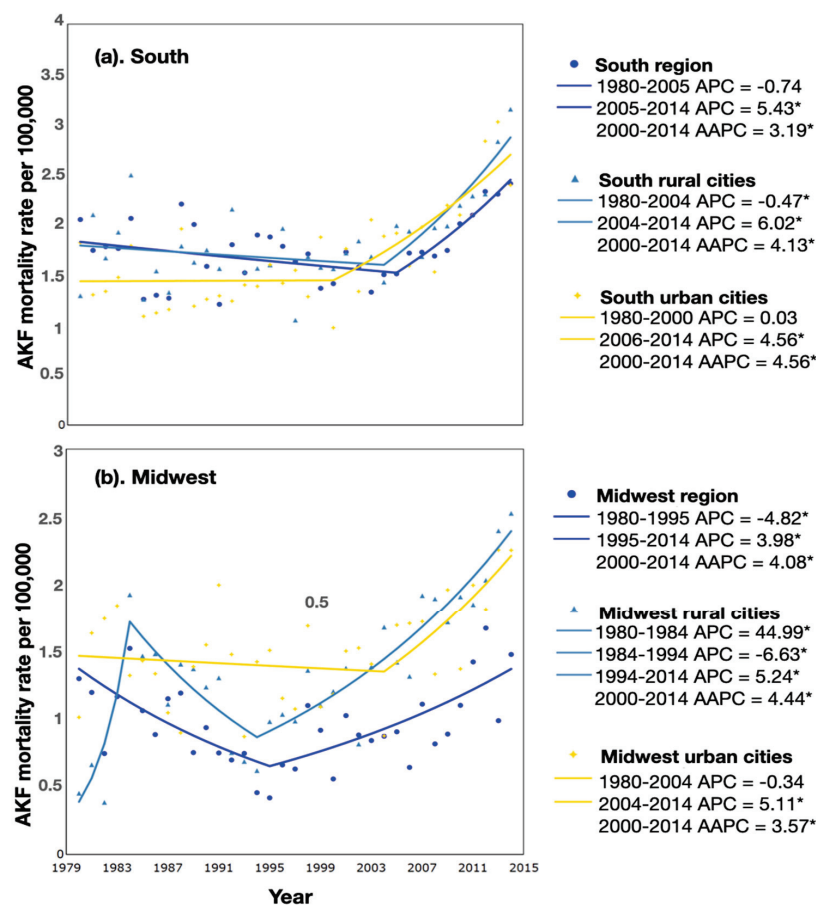 4
(a). South
3.5
3
2.5
2
1.5
1
0.5
0
AKF mortality rate per 100,000
South region
1980-2005 APC = -0.74
2005-2014 APC = 5.43*
2000-2014 AAPC = 3.19*
South rural cities
1980-2004 APC = -0.47*
2004-2014 APC = 6.02*
2000-2014 AAPC = 4.13*
South urban cities
1980-2000 APC = 0.03
2006-2014 APC = 4.56*
2000-2014 AAPC = 4.56*
3
(b). Midwest
2.5
2
0.5
1.5
1
0.5
0
AKF mortality rate per 100,000
1979 1983 1987 1991 1995 1999 2003 2007 2011 2015
Year
Midwest region
1980-1995 APC = -4.82*
1995-2014 APC = 3.98*
2000-2014 AAPC = 4.08*
Midwest rural cities
1980-1984 APC = 44.99*
1984-1994 APC = -6.63*
1994-2014 APC = 5.24*
2000-2014 AAPC = 4.44*
Midwest urban cities
1980-2004 APC = -0.34
2004-2014 APC = 5.11*
2000-2014 AAPC = 3.57*